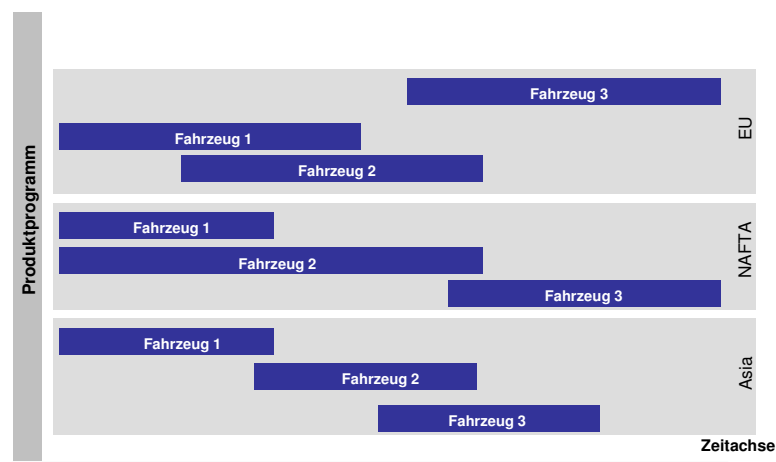 Produktprogramm
Fahrzeug 3
Fahrzeug 1
Fahrzeug 2
EU
Fahrzeug 1
Fahrzeug 2
Fahrzeug 3
NAFTA
Fahrzeug 1
Fahrzeug 2
Fahrzeug 3
Asia
Zeitachse